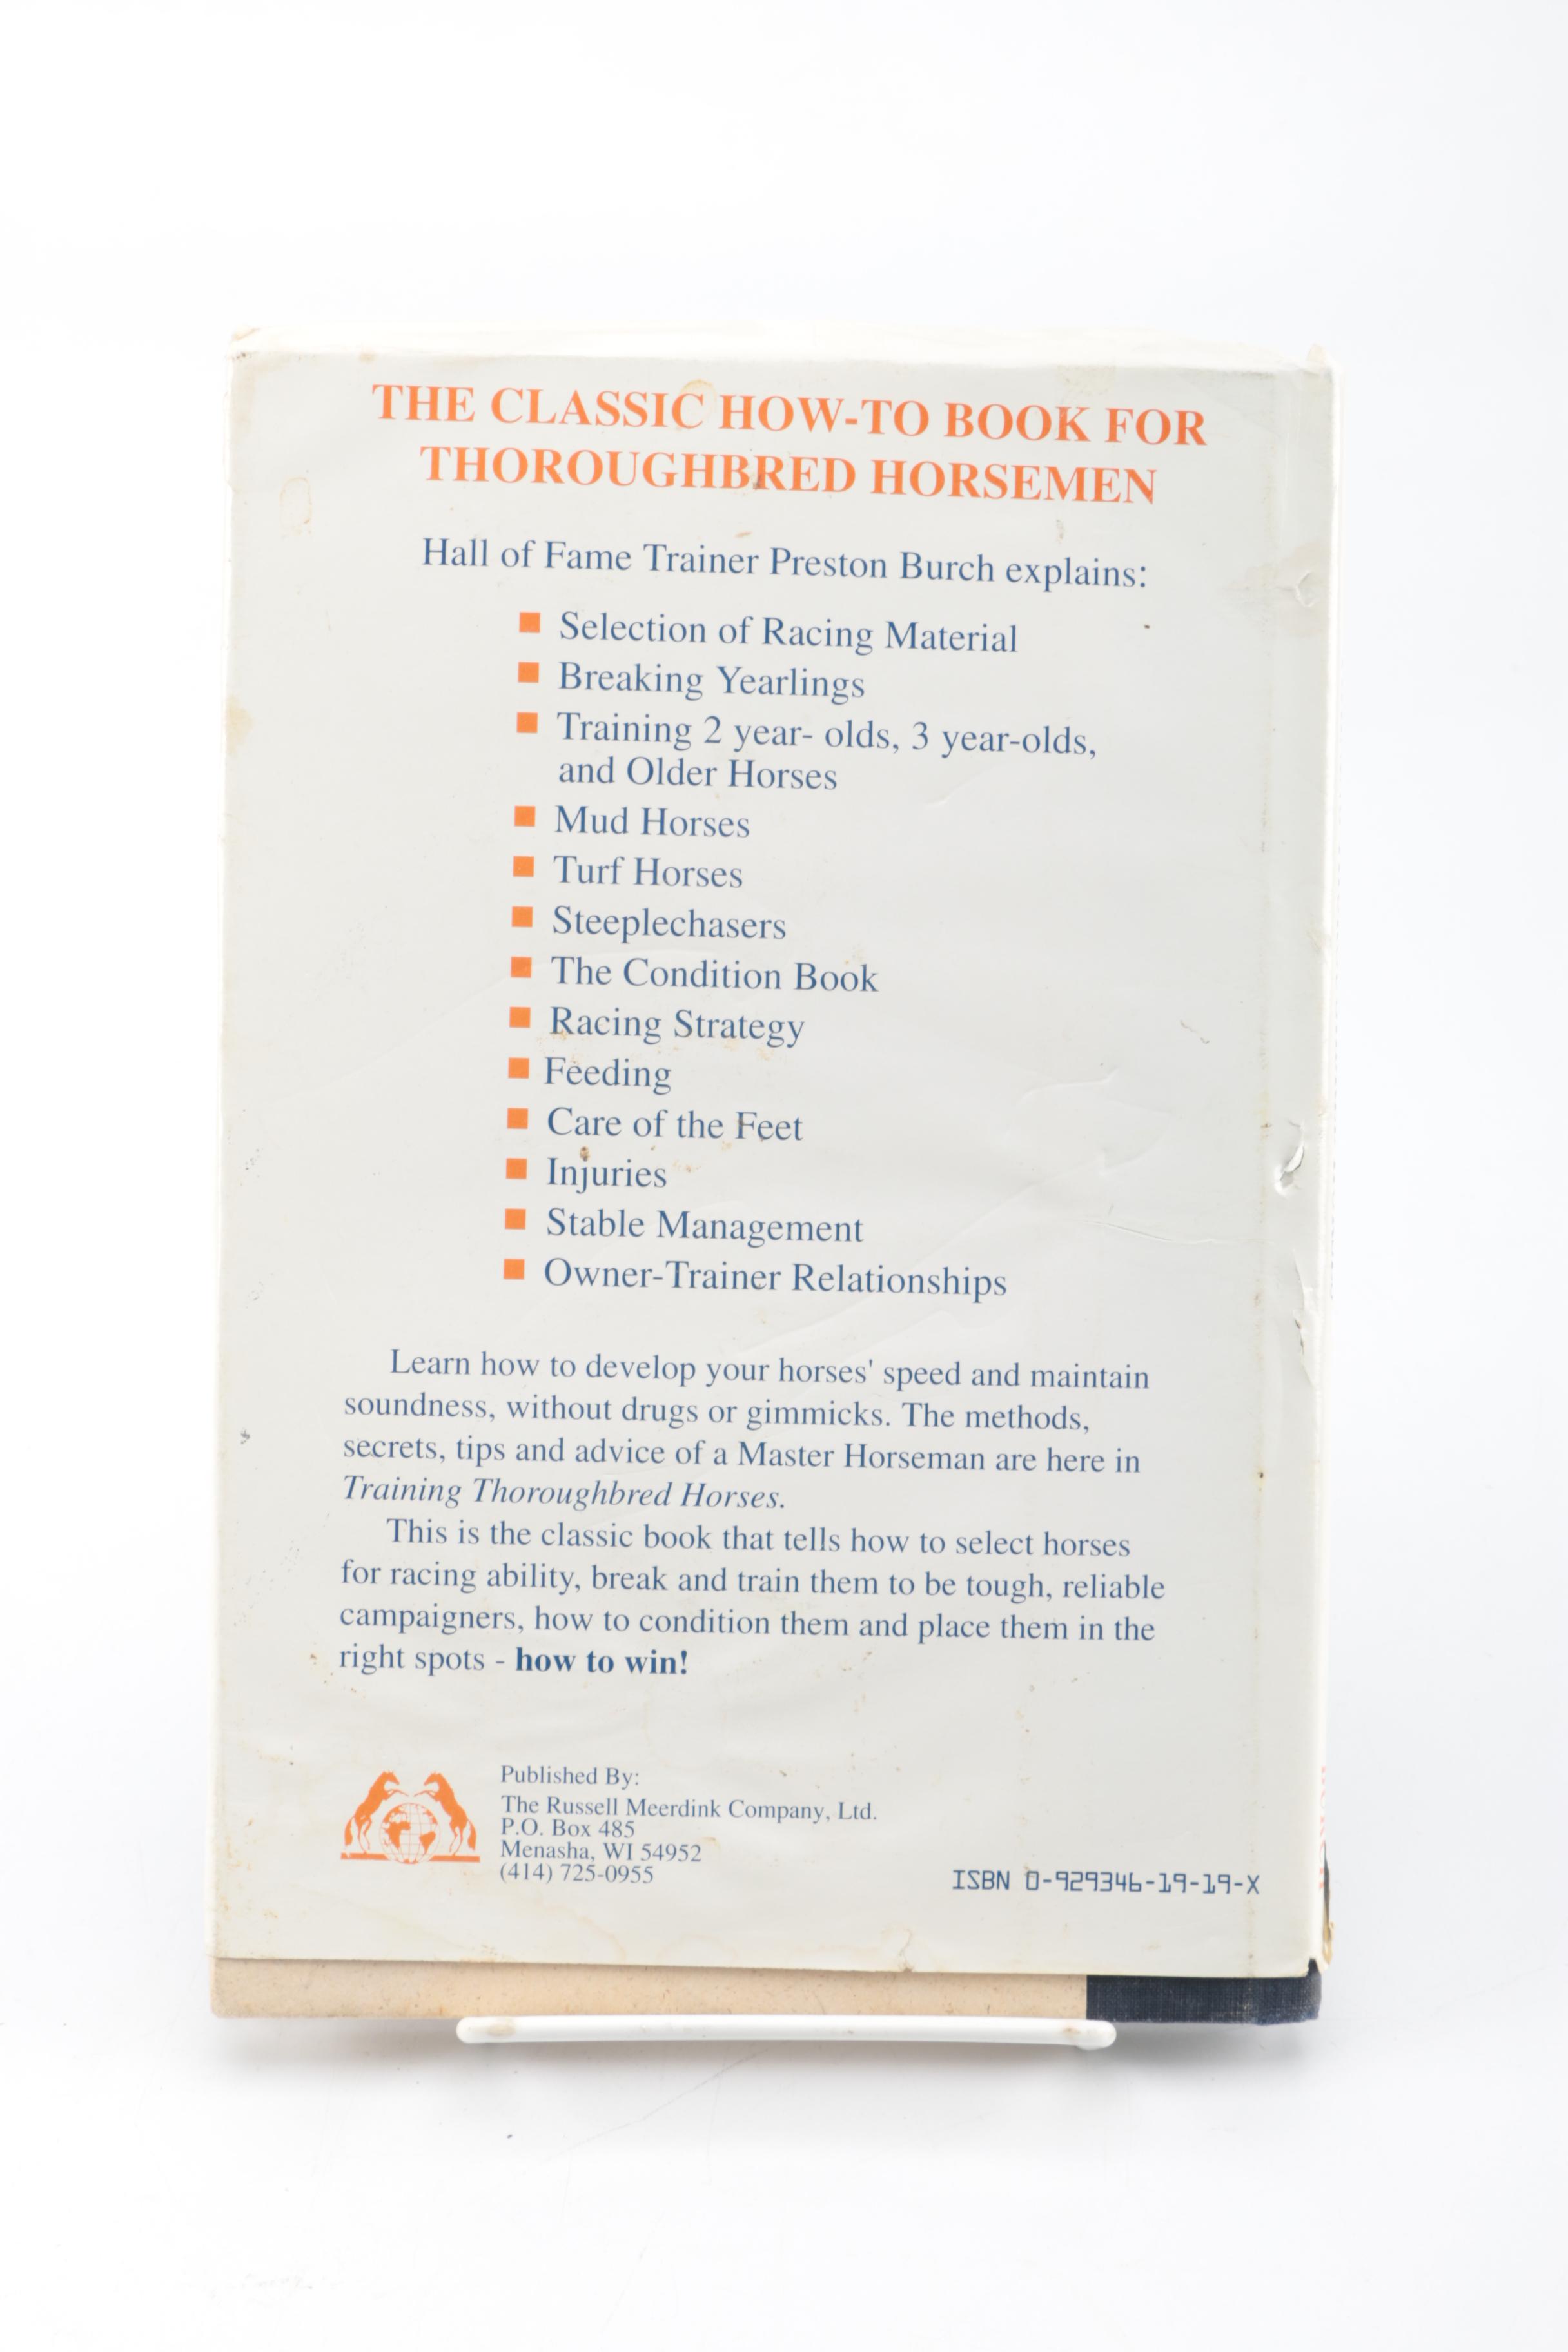 THE CLASSIC HOW-TO BOOK FOR
THOROUGHBRED HORSEMEN
Hall of Fame Trainer Preston Burch explains:
■ Selection of Racing Material
■ Breaking Yearlings
■ Training 2 year- olds, 3 year-olds,
and Older Horses
■ Mud Horses
■ Turf Horses
■ Steeplechasers
■ The Condition Book
■ Racing Strategy
■ Feeding
■ Care of the Feet
■ Injuries
■ Stable Management
■ Owner-Trainer Relationships
Learn how to develop your horses' speed and maintain
soundness, without drugs or gimmicks. The methods,
secrets, tips and advice of a Master Horseman are here in
Training Thoroughbred Horses.
This is the classic book that tells how to select horses
for racing ability, break and train them to be tough, reliable
campaigners, how to condition them and place them in the
right spots - how to win!
Published By:
The Russell Meerdink Company, Ltd.
P.O. Box 485
Menasha, WI 54952
(414) 725-0955
ISBN 0-929346-19-19-X